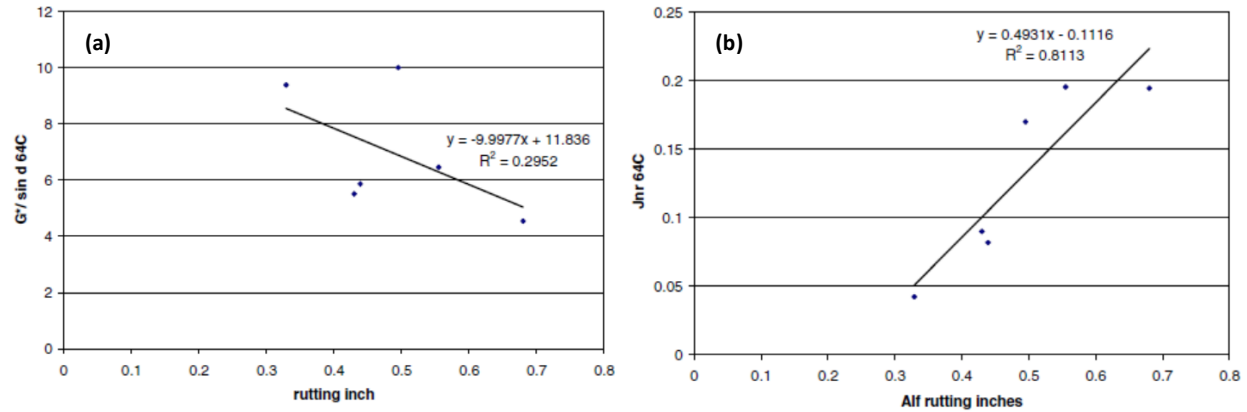 (a)
12
10
8
6
4
2
0
G*/ sin d 64C
y = -9.9977x + 11.836
R² = 0.2952
0 0.1 0.2 0.3 0.4 0.5 0.6 0.7 0.8
rutting inch
(b)
0.25
0.2
0.15
0.1
0.05
0
Jnr 64C
y = 0.4931x - 0.1116
R² = 0.8113
0 0.1 0.2 0.3 0.4 0.5 0.6 0.7 0.8
Alf rutting inches